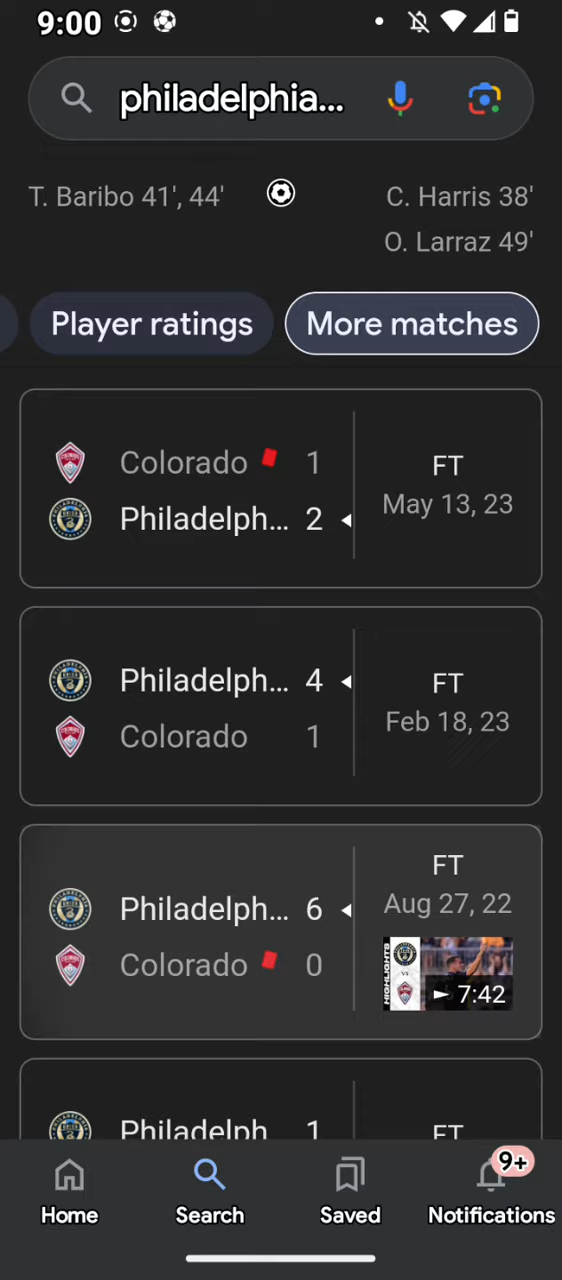 9:00
philadelphia...
T. Baribo 41', 44'
C. Harris 38'
O. Larraz 49'
Player ratings
More matches
Colorado 1
Philadelph... 2
FT
May 13, 23
Philadelph... 4
Colorado 1
FT
Feb 18, 23
Philadelph... 6
Colorado 0
FT
Aug 27, 22
HIGHLIGHTS
VS
7:42
Philadelph 1
FT
9+
Home
Search
Saved
Notifications